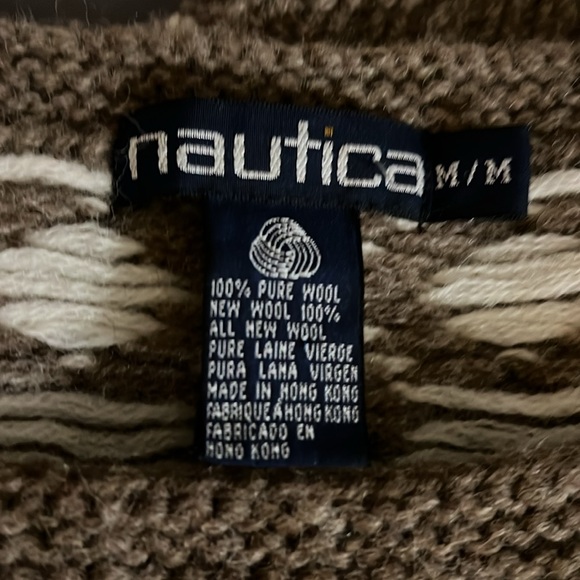 nautica
M/M
100% PURE WOOL
NEW WOOL 100%
ALL NEW WOOL
PURE LAINE VIERGE
PURA LANA VIRGEN
MADE IN HONG KONG
FABRIQUE À HONG KONG
FABRICADO EN
HONG KONG